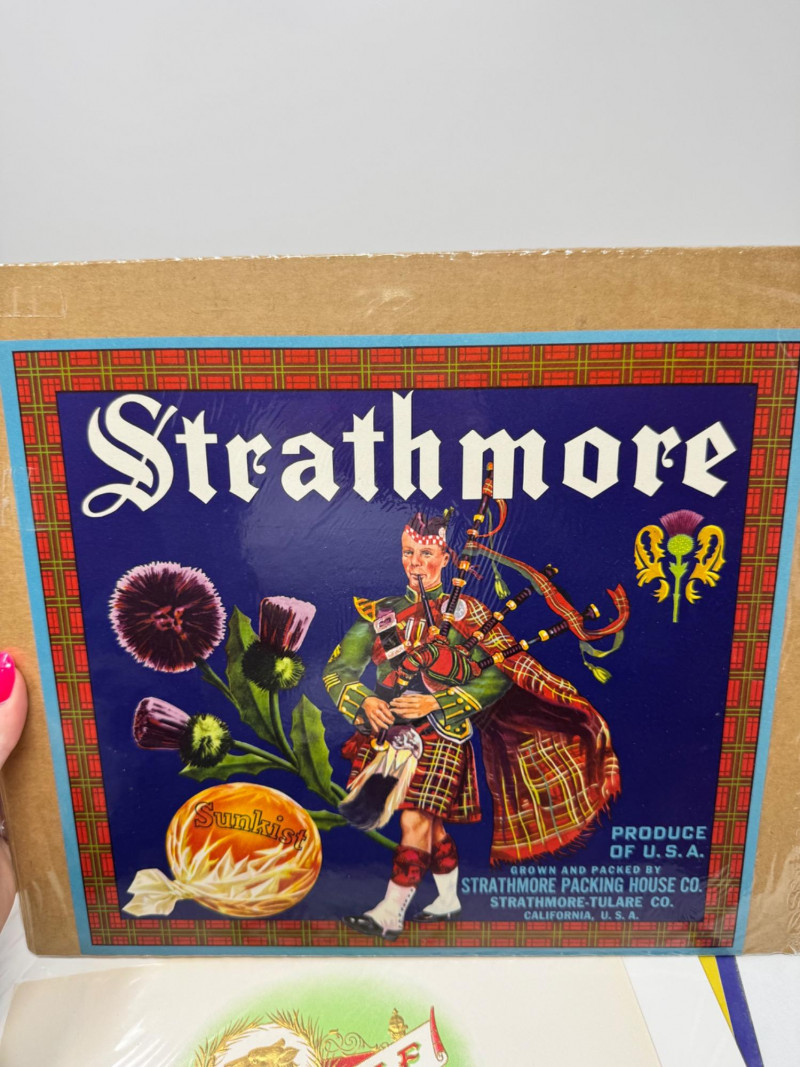 Strathmore
Sunkist
PRODUCE
OF U.S.A.
GROWN AND PACKED BY
STRATHMORE PACKING HOUSE CO.
STRATHMORE-TULARE CO.
CALIFORNIA, U.S.A.